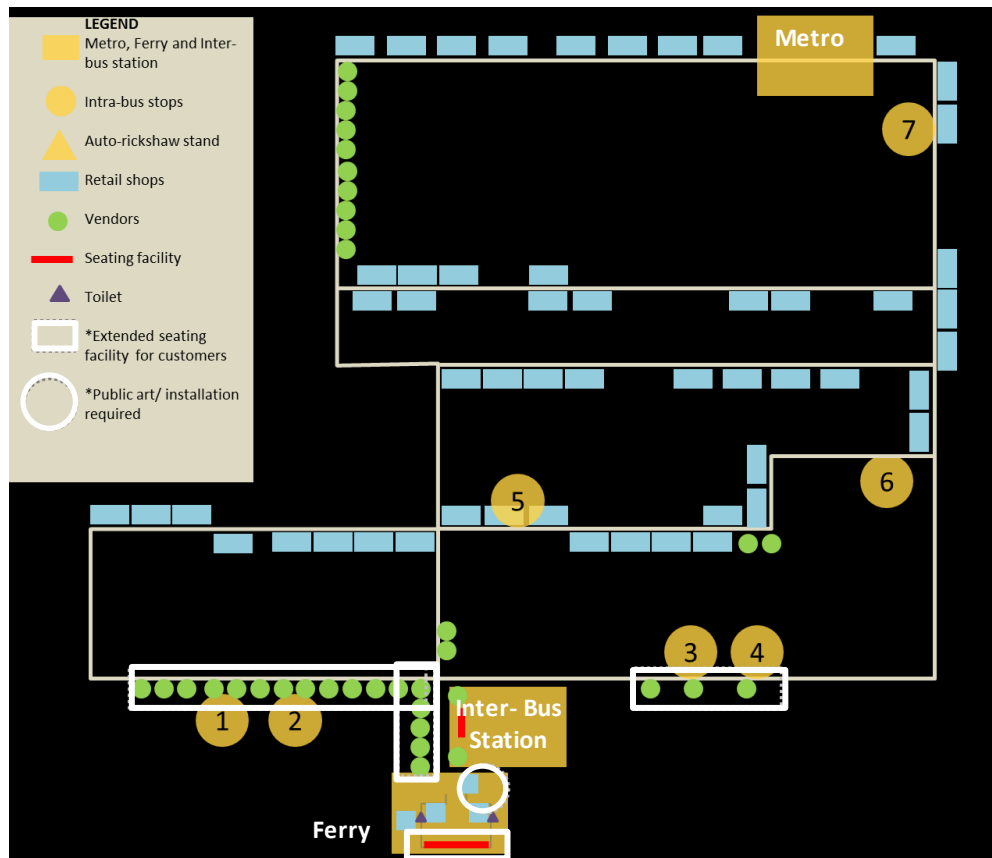 LEGEND
Metro, Ferry and Inter-
bus station
Intra-bus stops
Auto-rickshaw stand
Retail shops
Vendors
Seating facility
Toilet
*Extended seating
facility for customers
*Public art/ installation
required
Metro
7
5
6
3
4
1
2
Inter- Bus
Station
Ferry